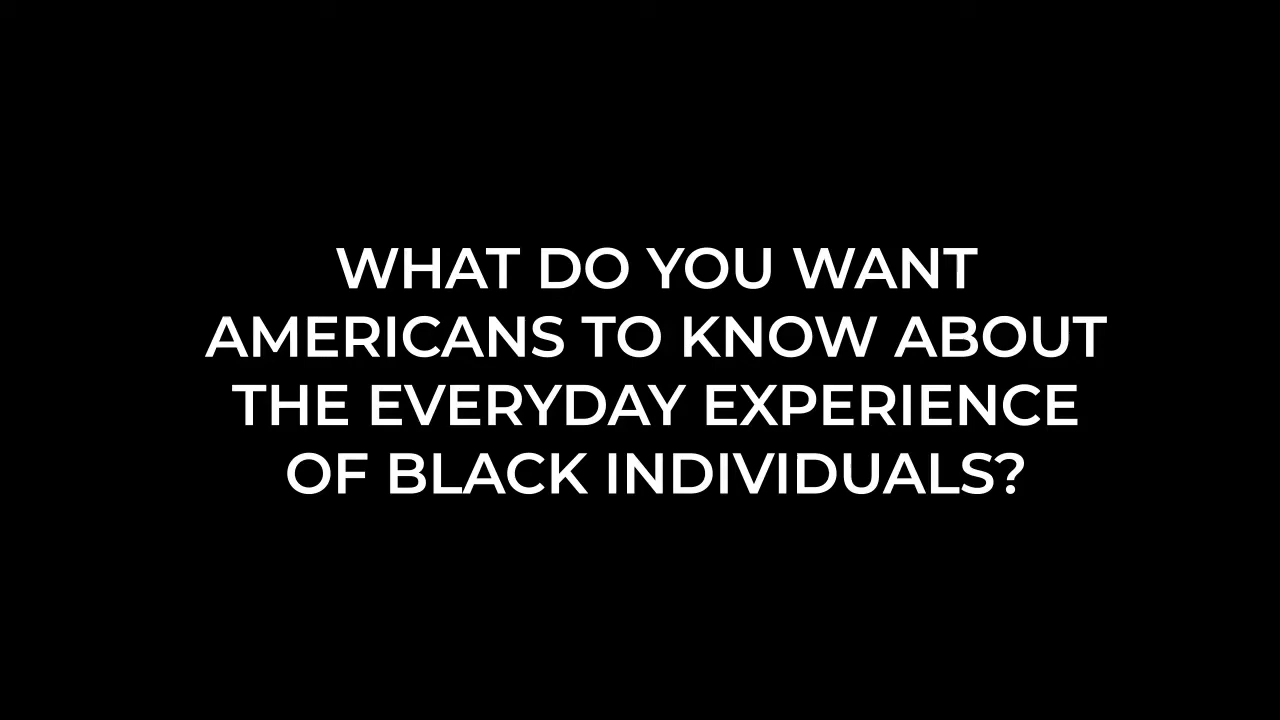 WHAT DO YOU WANT
AMERICANS TO KNOW ABOUT
THE EVERYDAY EXPERIENCE
OF BLACK INDIVIDUALS?